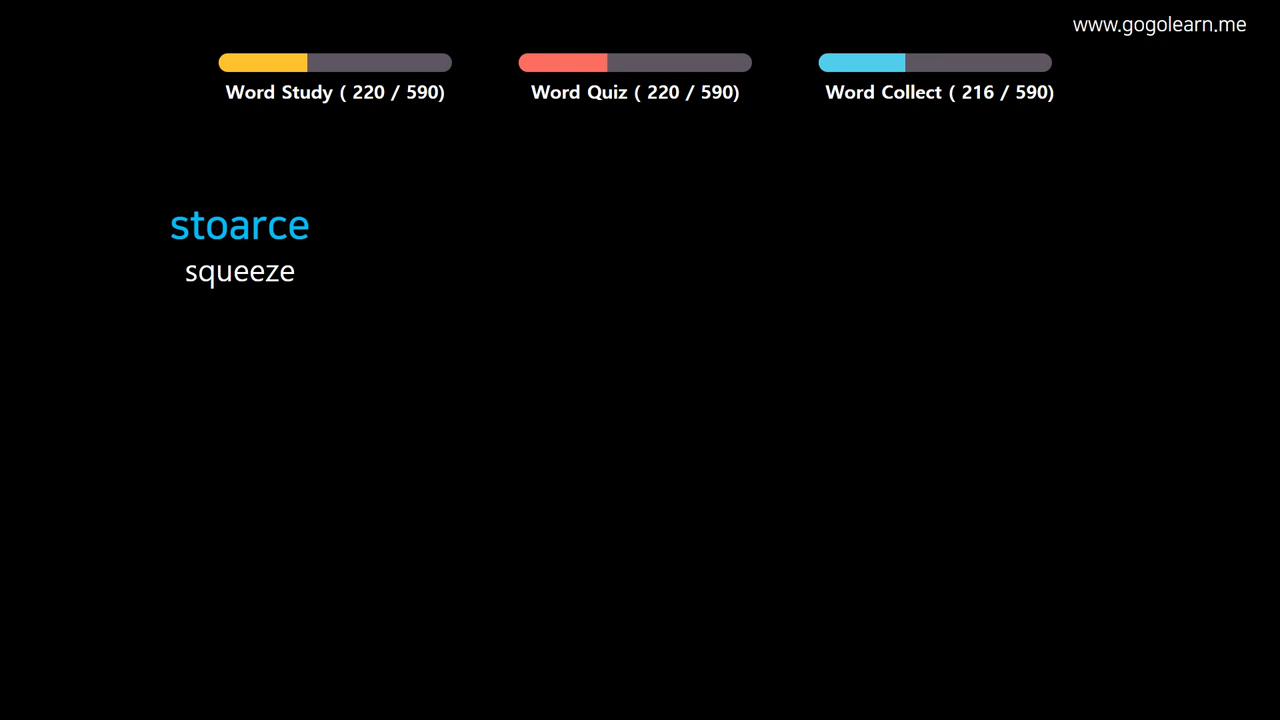 www.gogolearn.me
Word Study ( 220 / 590)
Word Quiz ( 220 / 590)
Word Collect ( 216 / 590)
stoarce
squeeze